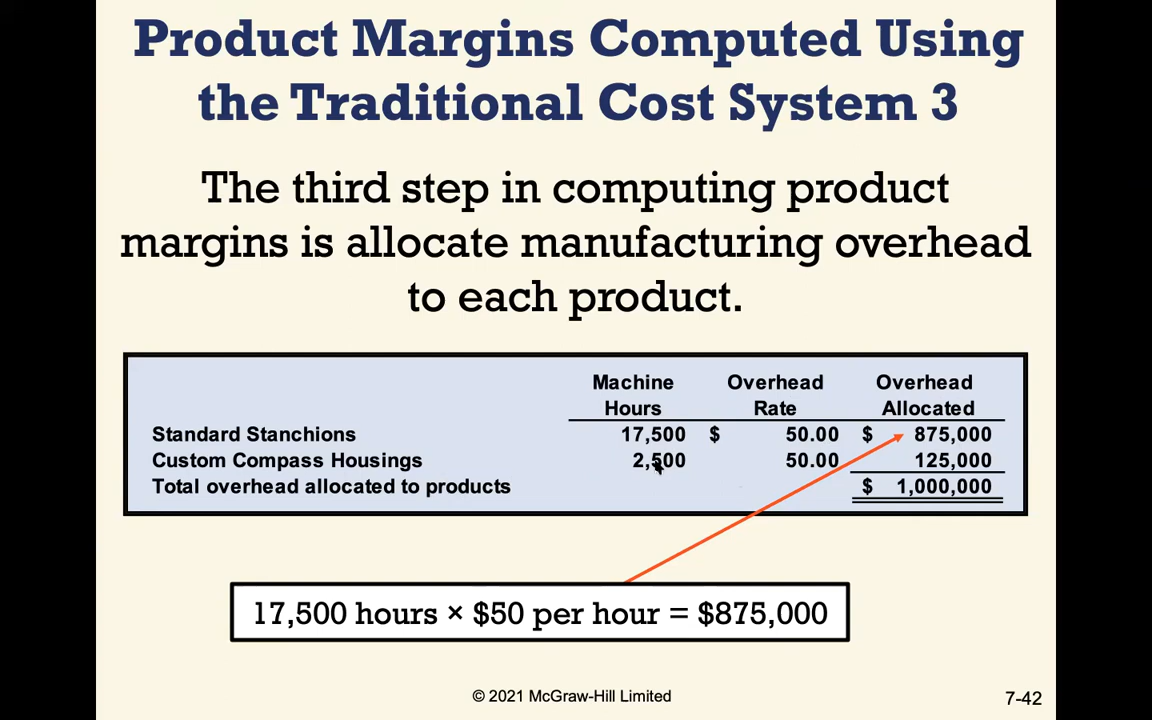 Product Margins Computed Using
the Traditional Cost System 3
The third step in computing product
margins is allocate manufacturing overhead
to each product.
Machine Overhead Overhead
Hours Rate Allocated
Standard Stanchions 17,500 $ 50.00 $ 875,000
Custom Compass Housings 2,500 50.00 125,000
Total overhead allocated to products $ 1,000,000
17,500 hours × $50 per hour = $875,000
© 2021 McGraw-Hill Limited
7-42